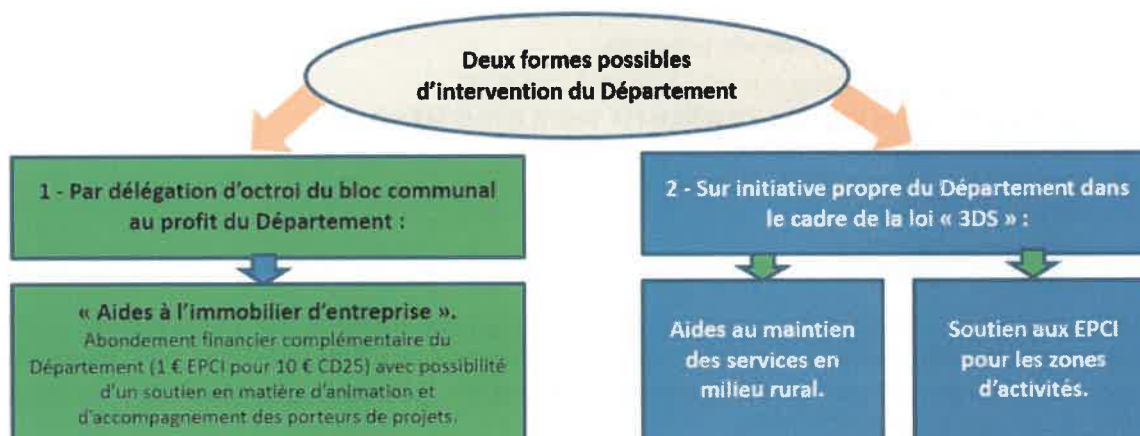 Deux formes possibles
d'intervention du Département
1 - Par délégation d'octroi du bloc communal
au profit du Département :
« Aides à l'immobilier d'entreprise ».
Abondement financier complémentaire du
Département (1 € EPCI pour 10 € CD25) avec possibilité
d'un soutien en matière d'animation et
d'accompagnement des porteurs de projets.
2 - Sur initiative propre du Département dans
le cadre de la loi « 3DS » :
Aides au maintien
des services en
milieu rural.
Soutien aux EPCI
pour les zones
d'activités.